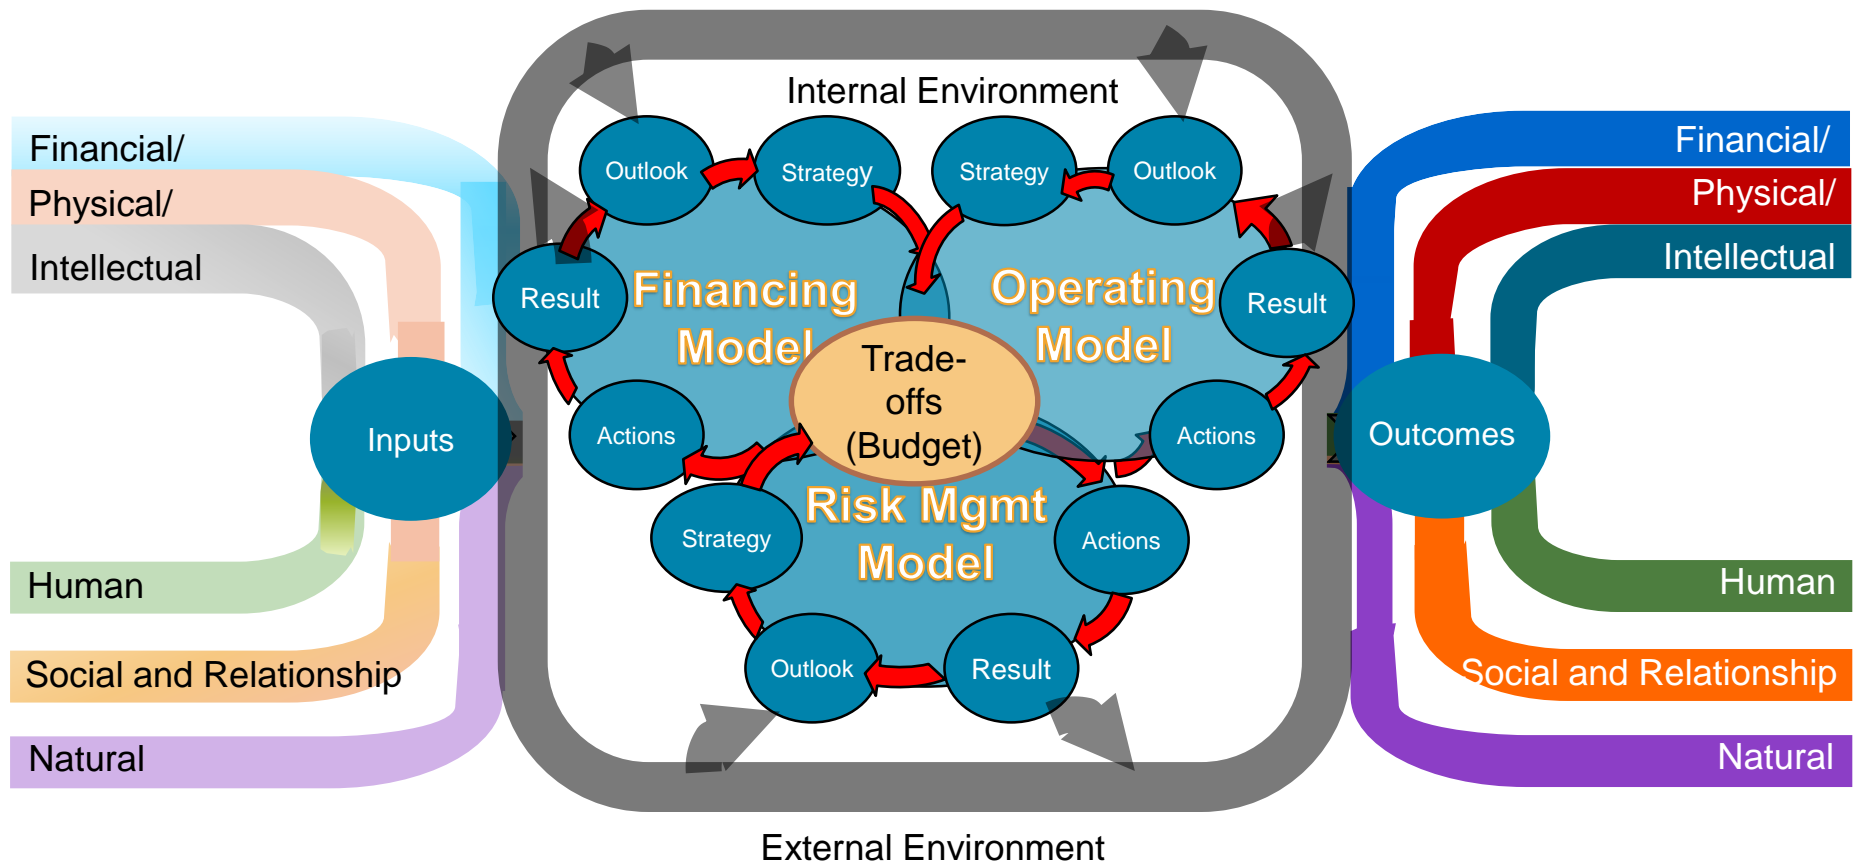 Internal Environment
Financial/
Physical/
Intellectual
Inputs
Human
Social and Relationship
Natural
Outlook
Strategy
Strategy
Outlook
Result
Financing
Model
Operating
Model
Result
Trade-
offs
(Budget)
Actions
Actions
Risk Mgmt
Model
Strategy
Actions
Outlook
Result
Financial/
Physical/
Intellectual
Outcomes
Human
Social and Relationship
Natural
External Environment